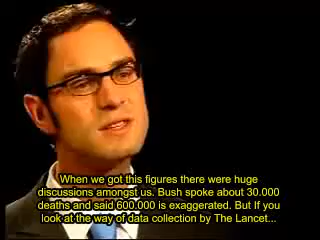 When we got this figures there were huge
discussions amongst us. Bush spoke about 30.000
deaths and said 600.000 is exaggerated. But If you
look at the way of data collection by The Lancet...